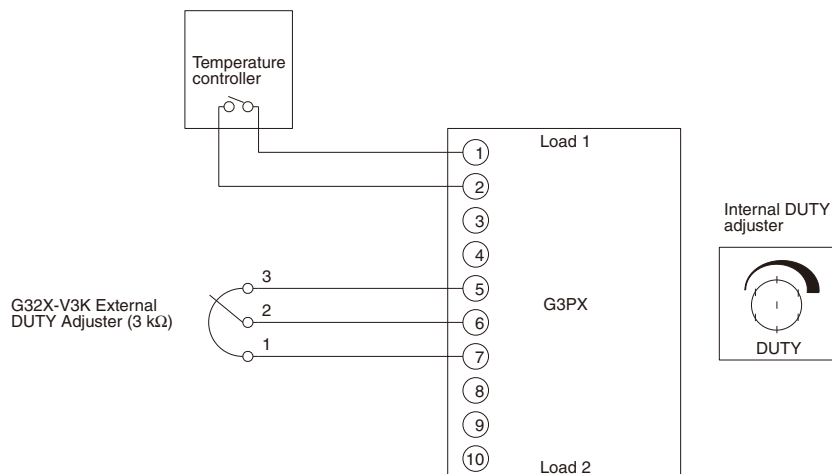 Temperature
controller
Load 1
1
2
3
4
Internal DUTY
adjuster
3
5
G32X-V3K External
DUTY Adjuster (3 kΩ)
2
6
G3PX
1
7
DUTY
8
9
10
Load 2